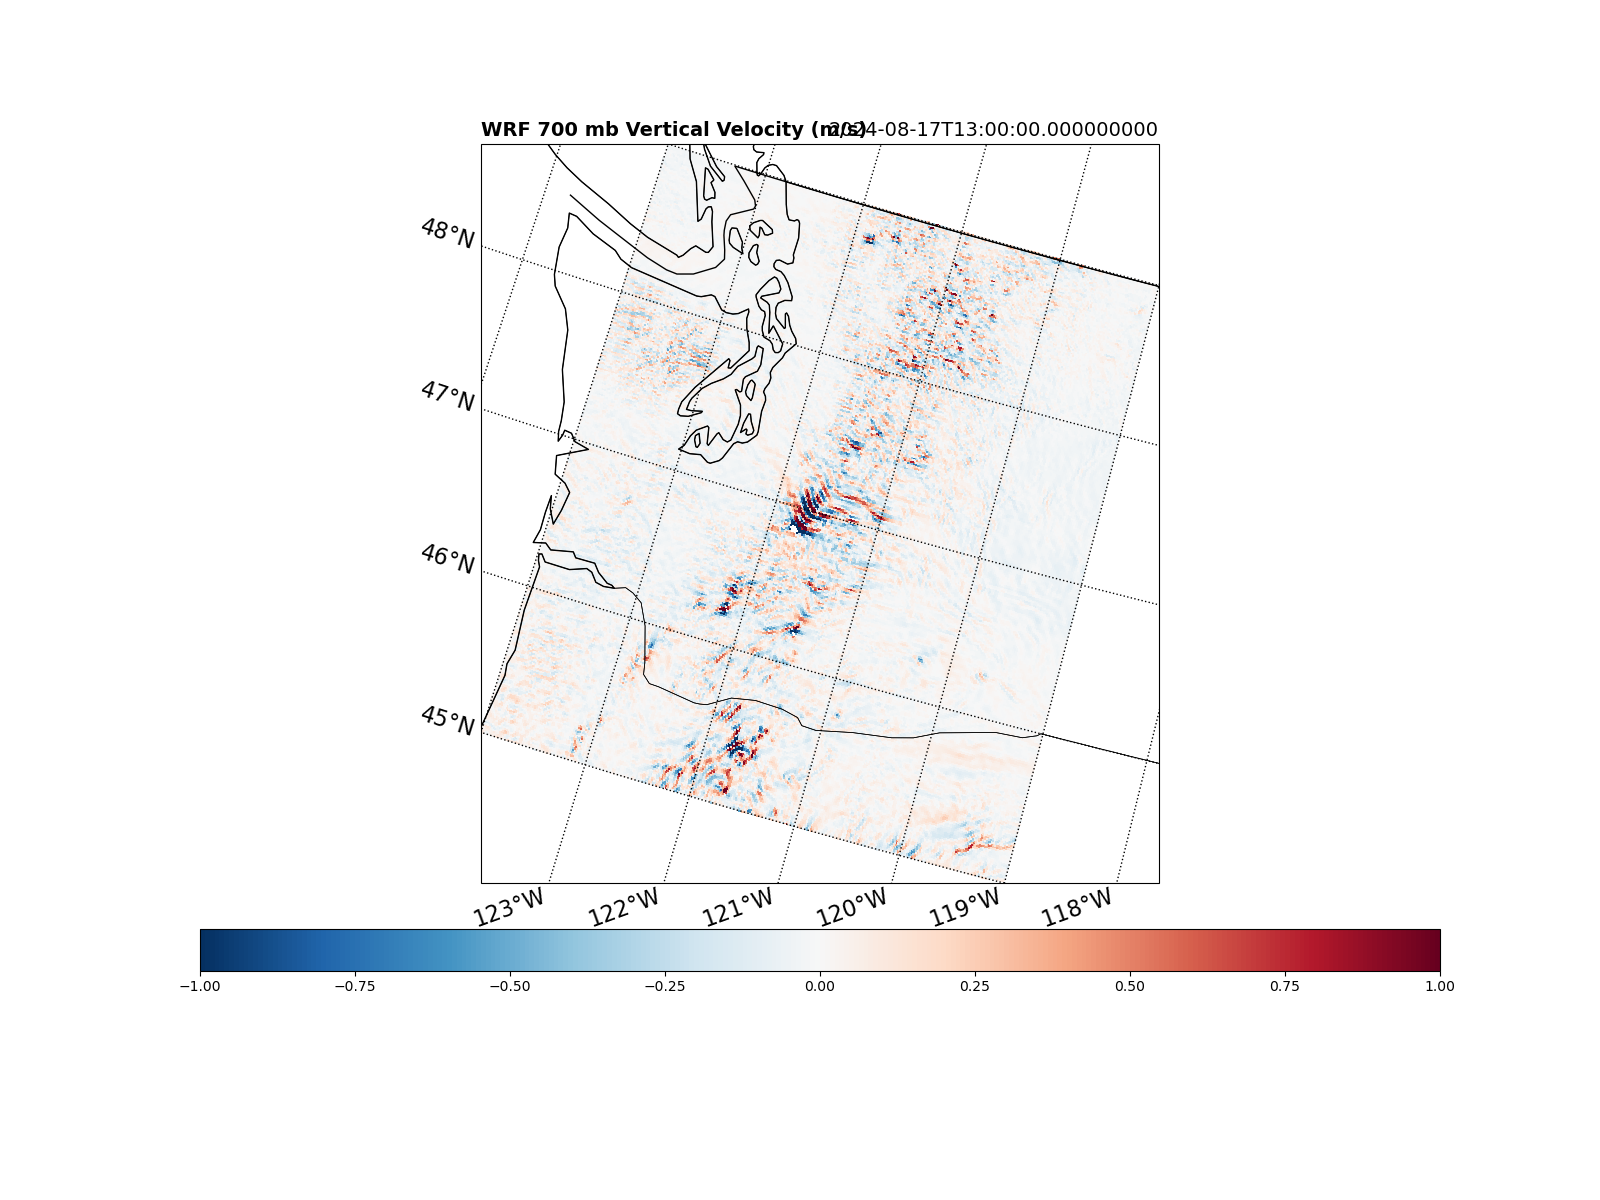 WRF 700 mb Vertical Velocity (m/s) 2024-08-17T13:00:00.000000000
48°N
47°N
46°N
45°N
123°W 122°W 121°W 120°W 119°W 118°W
−1.00 −0.75 −0.50 −0.25 0.00 0.25 0.50 0.75 1.00